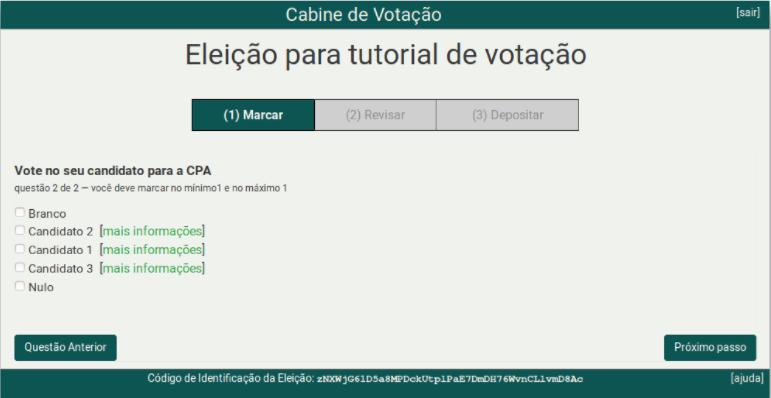 Cabine de Votação
[sair]
Eleição para tutorial de votação
(1) Marcar (2) Revisar (3) Depositar
Vote no seu candidato para a CPA
questão 2 de 2 — você deve marcar no mínimo1 e no máximo 1
Branco
Candidato 2 [mais informações]
Candidato 1 [mais informações]
Candidato 3 [mais informações]
Nulo
Questão Anterior
Próximo passo
Código de Identificação da Eleição: zNXWjG6lD5a8MPDckUtplPaE7DmDH76WvnCLlvmD8Ac
[ajuda]